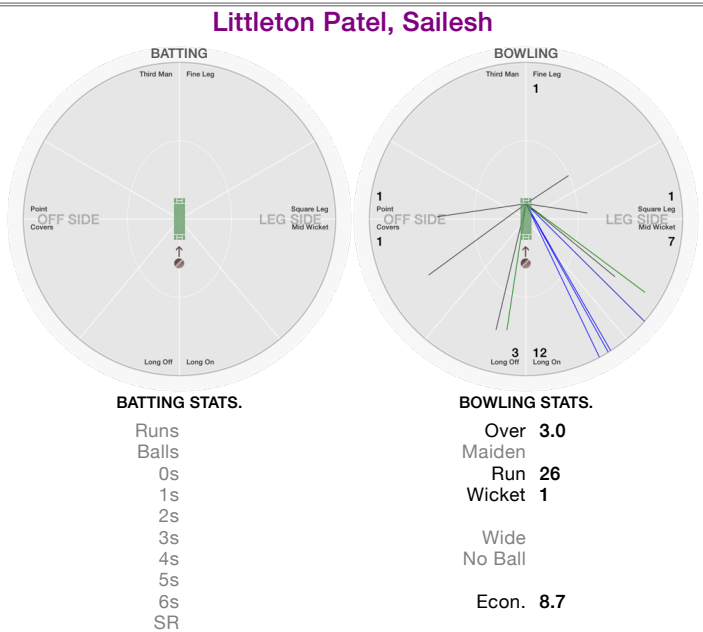 Littleton Patel, Sailesh
BATTING
Third Man Fine Leg
Point
OFF SIDE
Covers
Square Leg
LEG SIDE
Mid Wicket
Long Off Long On
BATTING STATS.
Runs
Balls
0s
1s
2s
3s
4s
5s
6s
SR
BOWLING
Third Man Fine Leg
1
1
Point
OFF SIDE
Covers
1
1
Square Leg
LEG SIDE
Mid Wicket
7
3 12
Long Off Long On
BOWLING STATS.
Over 3.0
Maiden
Run 26
Wicket 1
Wide
No Ball
Econ. 8.7